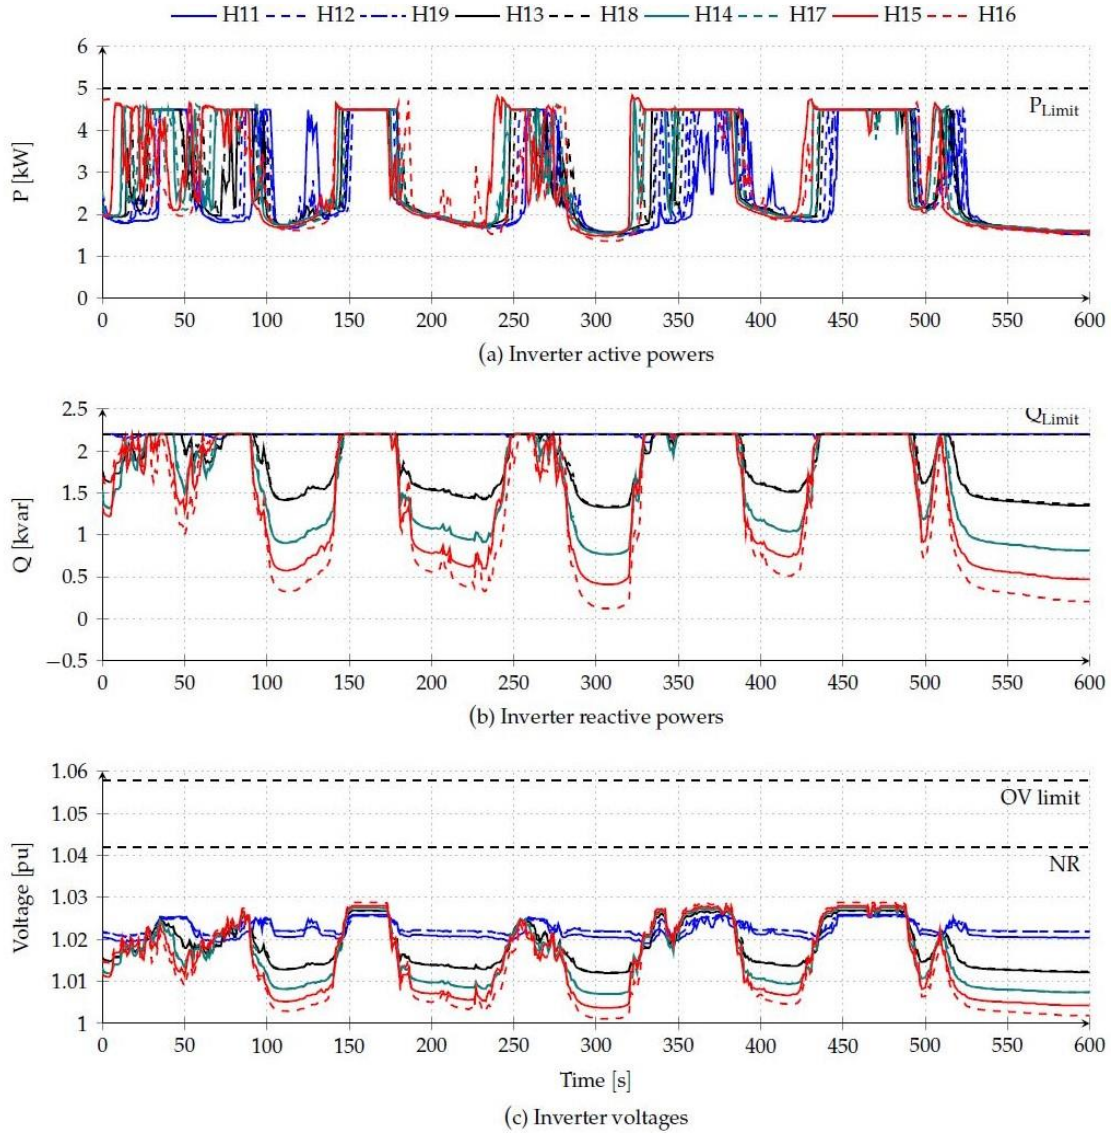 H11 H12 H19 H13 H18 H14 H17 H15 H16
6
5
4
3
2
1
0
P [kW]
P_Limit
0 50 100 150 200 250 300 350 400 450 500 550 600
(a) Inverter active powers
2.5
2
1.5
1
0.5
0
−0.5
Q [kvar]
Q_Limit
0 50 100 150 200 250 300 350 400 450 500 550 600
(b) Inverter reactive powers
1.06
1.05
1.04
1.03
1.02
1.01
1
Voltage [pu]
OV limit
NR
0 50 100 150 200 250 300 350 400 450 500 550 600
Time [s]
(c) Inverter voltages